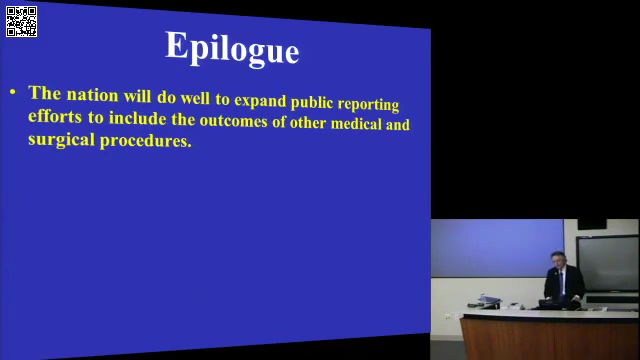 Epilogue
• The nation will do well to expand public reporting
efforts to include the outcomes of other medical and
surgical procedures.